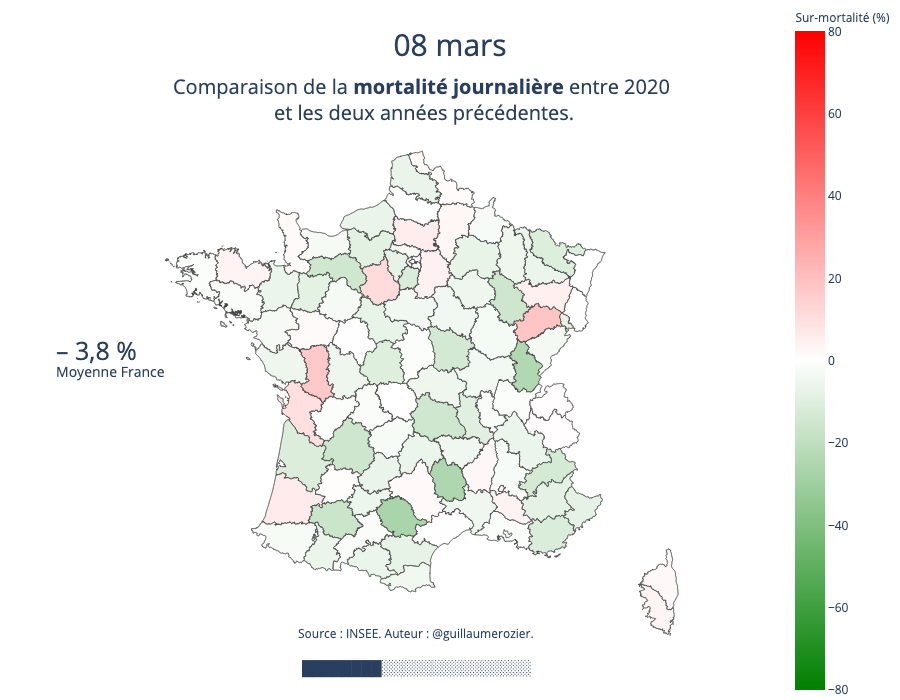 08 mars
Comparaison de la mortalité journalière entre 2020
et les deux années précédentes.
– 3,8 %
Moyenne France
Source : INSEE. Auteur : @guillaumerozier.
Sur-mortalité (%)
80
60
40
20
0
−20
−40
−60
−80